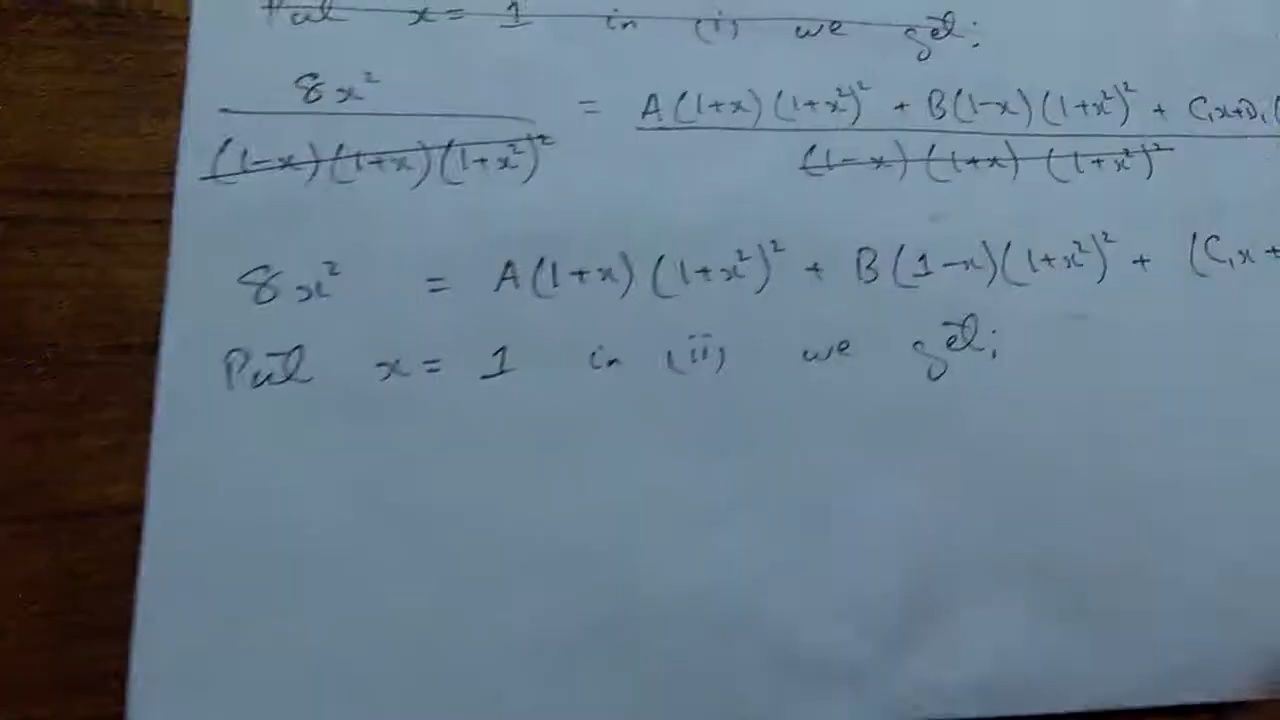 Put x = 1 in (i) we get;
8x² / (1-x)(1+x)(1+x²)² = A(1+x)(1+x²)² + B(1-x)(1+x²)² + C₁x+D₁( / (1-x)(1+x)(1+x²)²
8x² = A(1+x)(1+x²)² + B(1-x)(1+x²)² + (C₁x +
Put x = 1 in (ii) we get;